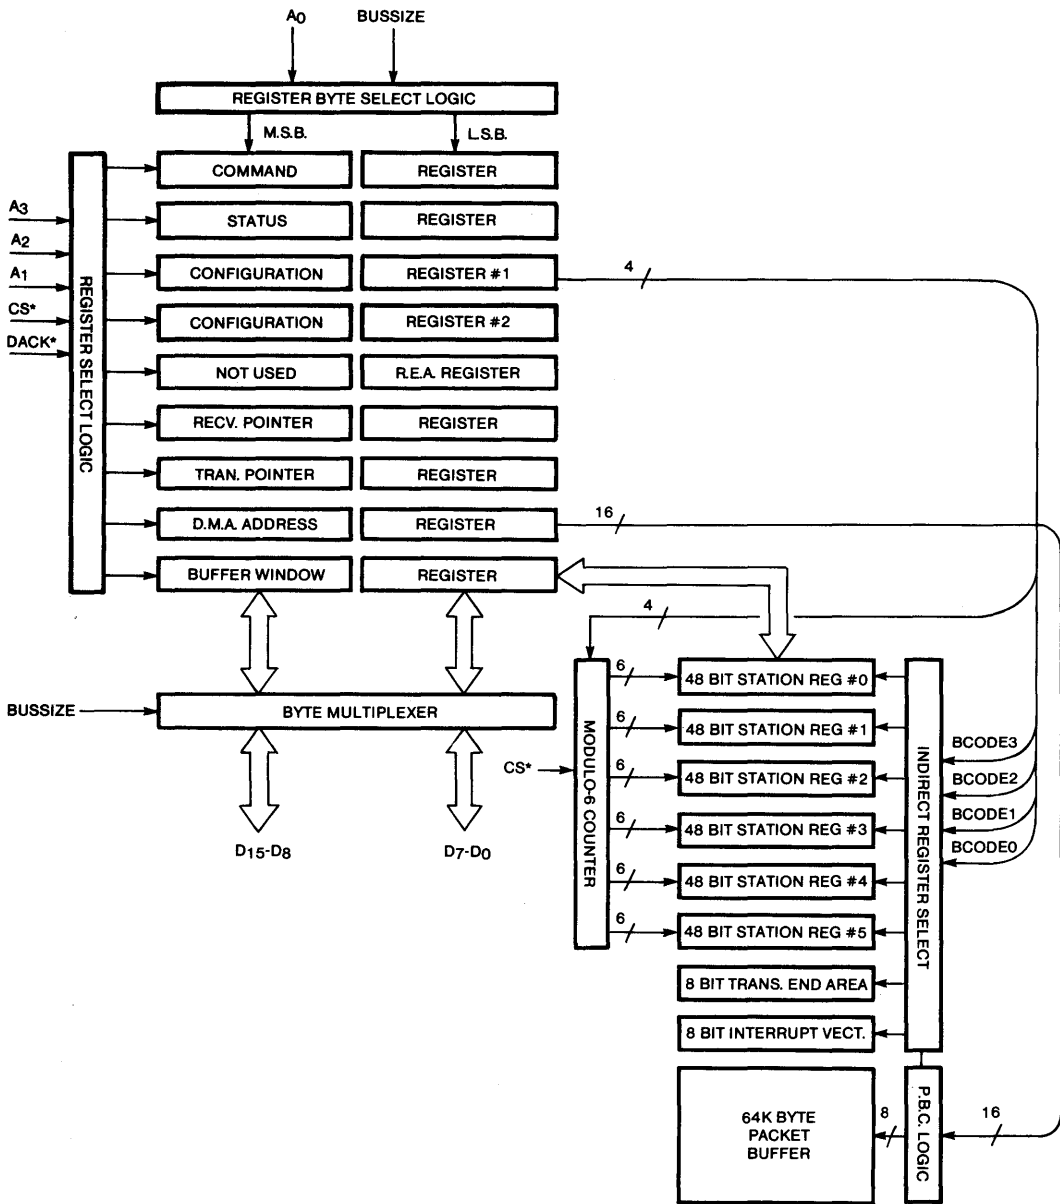 A0 BUSSIZE
REGISTER BYTE SELECT LOGIC
M.S.B. L.S.B.
COMMAND REGISTER
STATUS REGISTER
CONFIGURATION REGISTER #1
CONFIGURATION REGISTER #2
NOT USED R.E.A. REGISTER
RECV. POINTER REGISTER
TRAN. POINTER REGISTER
D.M.A. ADDRESS REGISTER
BUFFER WINDOW REGISTER
A3
A2
A1
CS*
DACK*
REGISTER SELECT LOGIC
4
16
4
BUSSIZE
BYTE MULTIPLEXER
D15-D8 D7-D0
CS*
MODULO-6 COUNTER
6 48 BIT STATION REG #0
6 48 BIT STATION REG #1
6 48 BIT STATION REG #2
6 48 BIT STATION REG #3
6 48 BIT STATION REG #4
6 48 BIT STATION REG #5
8 BIT TRANS. END AREA
8 BIT INTERRUPT VECT.
INDIRECT REGISTER SELECT
BCODE3
BCODE2
BCODE1
BCODE0
64K BYTE
PACKET
BUFFER
8
P.B.C. LOGIC
16